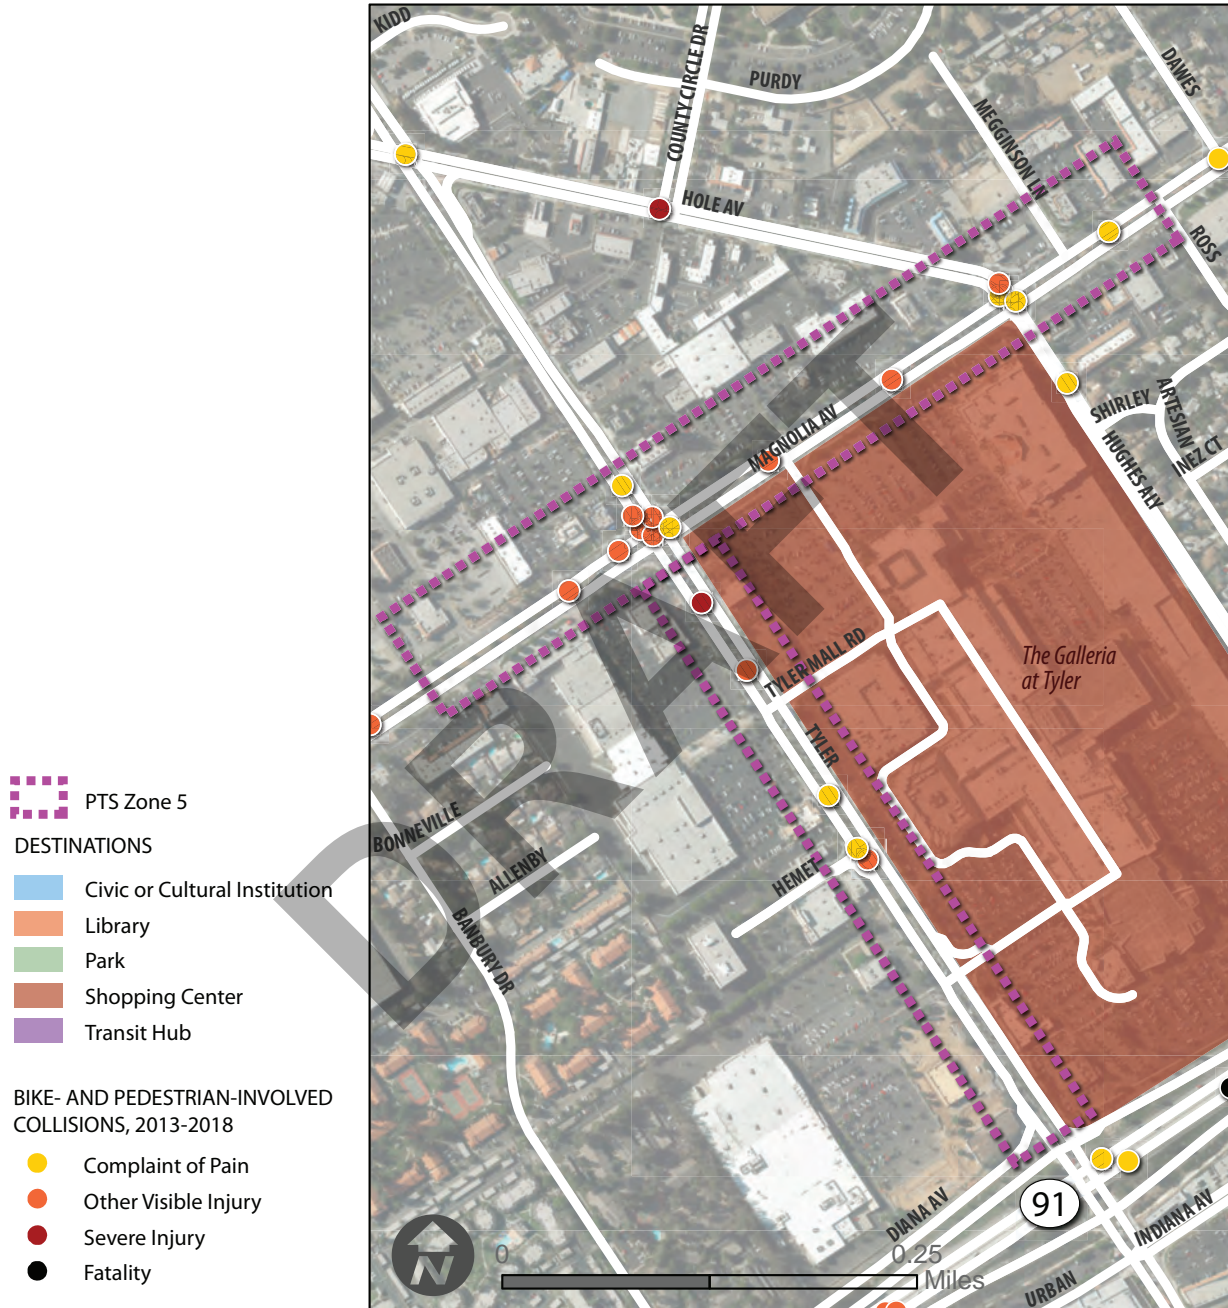 KIDD
COUNTY CIRCLE DR
PURDY
DAWES
MEGGINSON LN
HOLE AV
ROSS
SHIRLEY
ARTESIAN
INEZ CT
HUGHES ALY
MAGNOLIA AV
TYLER MALL RD
The Galleria
at Tyler
TYLER
HEMET
BONNEVILLE
ALLENBY
BANBURY DR
DRAFT
DIANA AV
91
INDIANA AV
URBAN
N
0
0.25
Miles
PTS Zone 5
DESTINATIONS
Civic or Cultural Institution
Library
Park
Shopping Center
Transit Hub
BIKE- AND PEDESTRIAN-INVOLVED
COLLISIONS, 2013-2018
Complaint of Pain
Other Visible Injury
Severe Injury
Fatality